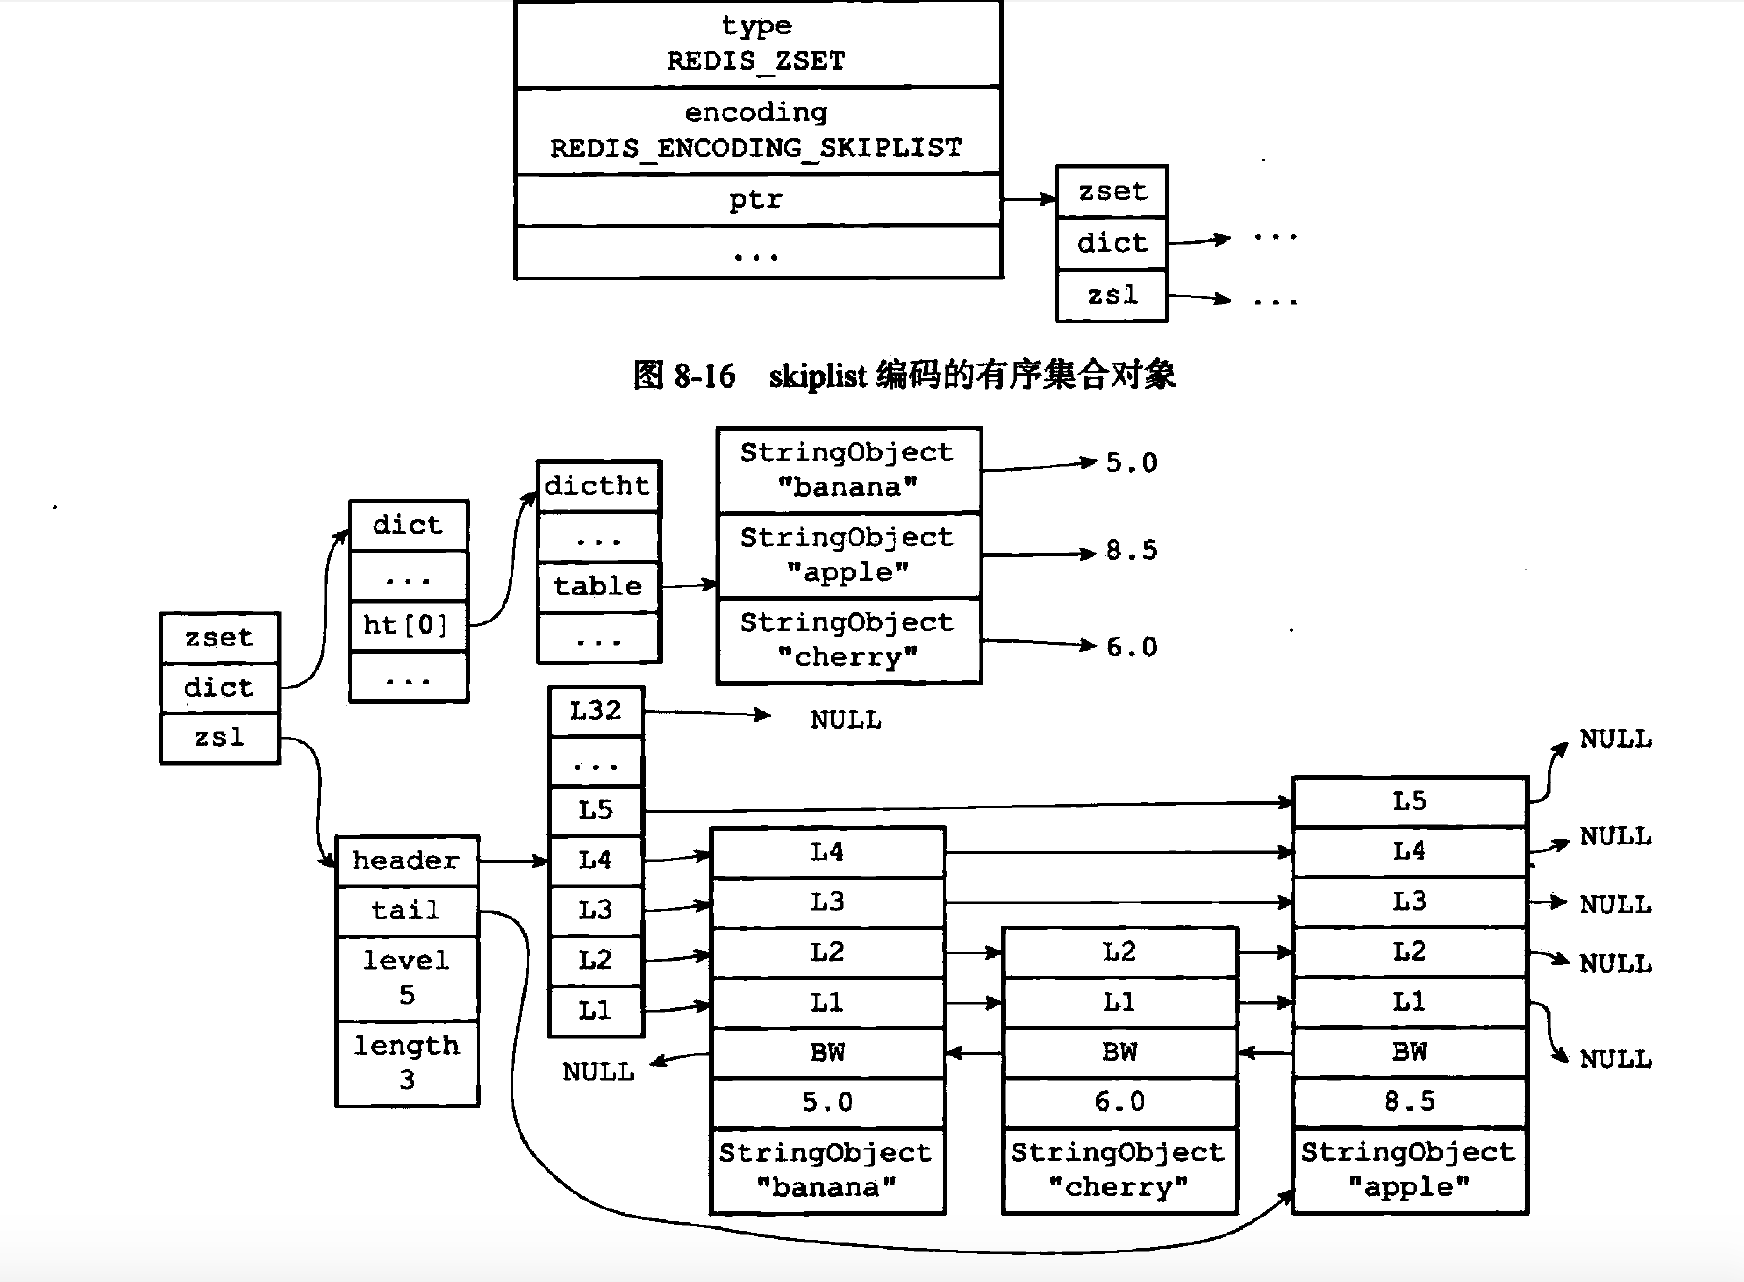 type
REDIS_ZSET
encoding
REDIS_ENCODING_SKIPLIST
ptr
...
zset
dict
zsl
...
...
图 8-16 skiplist 编码的有序集合对象
zset
dict
zsl
dict
...
ht[0]
...
dictht
...
table
...
StringObject
"banana"
5.0
StringObject
"apple"
8.5
StringObject
"cherry"
6.0
header
tail
level
5
length
3
L32
NULL
...
L5
L4
L3
L2
L1
NULL
L4
L3
L2
L1
BW
5.0
StringObject
"banana"
L2
L1
BW
6.0
StringObject
"cherry"
L5
L4
L3
L2
L1
BW
8.5
StringObject
"apple"
NULL
NULL
NULL
NULL
NULL